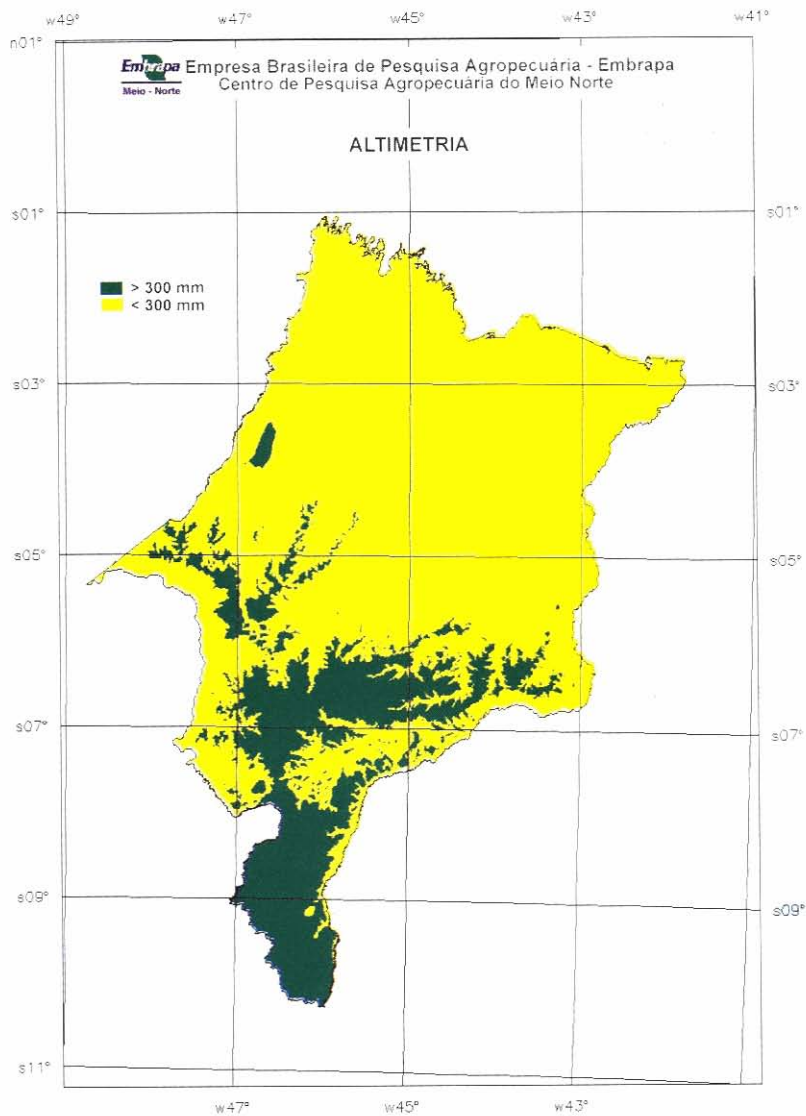 w49° w47° w45° w43° w41°
n01°
Embrapa Empresa Brasileira de Pesquisa Agropecuária - Embrapa
Meio - Norte Centro de Pesquisa Agropecuária do Meio Norte
ALTIMETRIA
s01° s01°
> 300 mm
< 300 mm
s03° s03°
s05° s05°
s07° s07°
s09° s09°
s11°
w47° w45° w43°